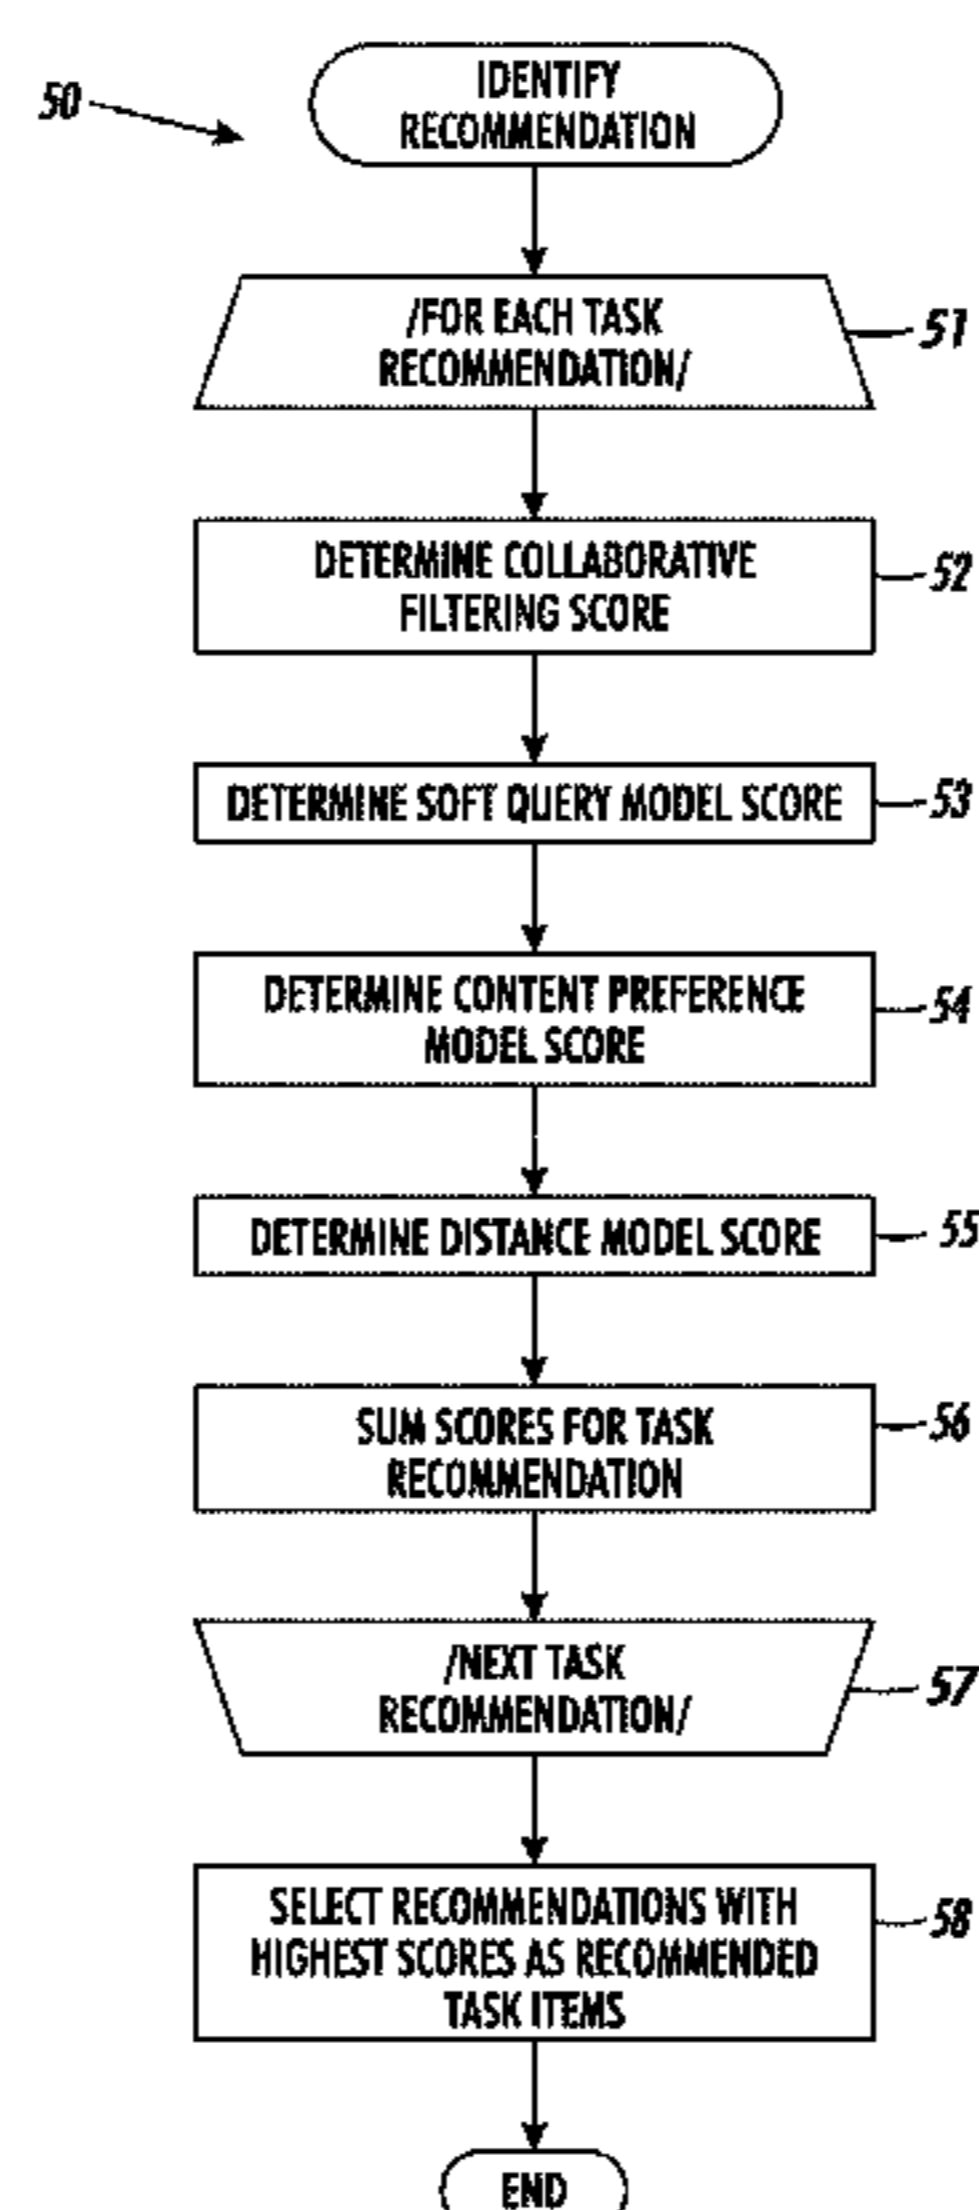 50
IDENTIFY
RECOMMENDATION
/FOR EACH TASK
RECOMMENDATION/
51
DETERMINE COLLABORATIVE
FILTERING SCORE
52
DETERMINE SOFT QUERY MODEL SCORE
53
DETERMINE CONTENT PREFERENCE
MODEL SCORE
54
DETERMINE DISTANCE MODEL SCORE
55
SUM SCORES FOR TASK
RECOMMENDATION
56
/NEXT TASK
RECOMMENDATION/
57
SELECT RECOMMENDATIONS WITH
HIGHEST SCORES AS RECOMMENDED
TASK ITEMS
58
END